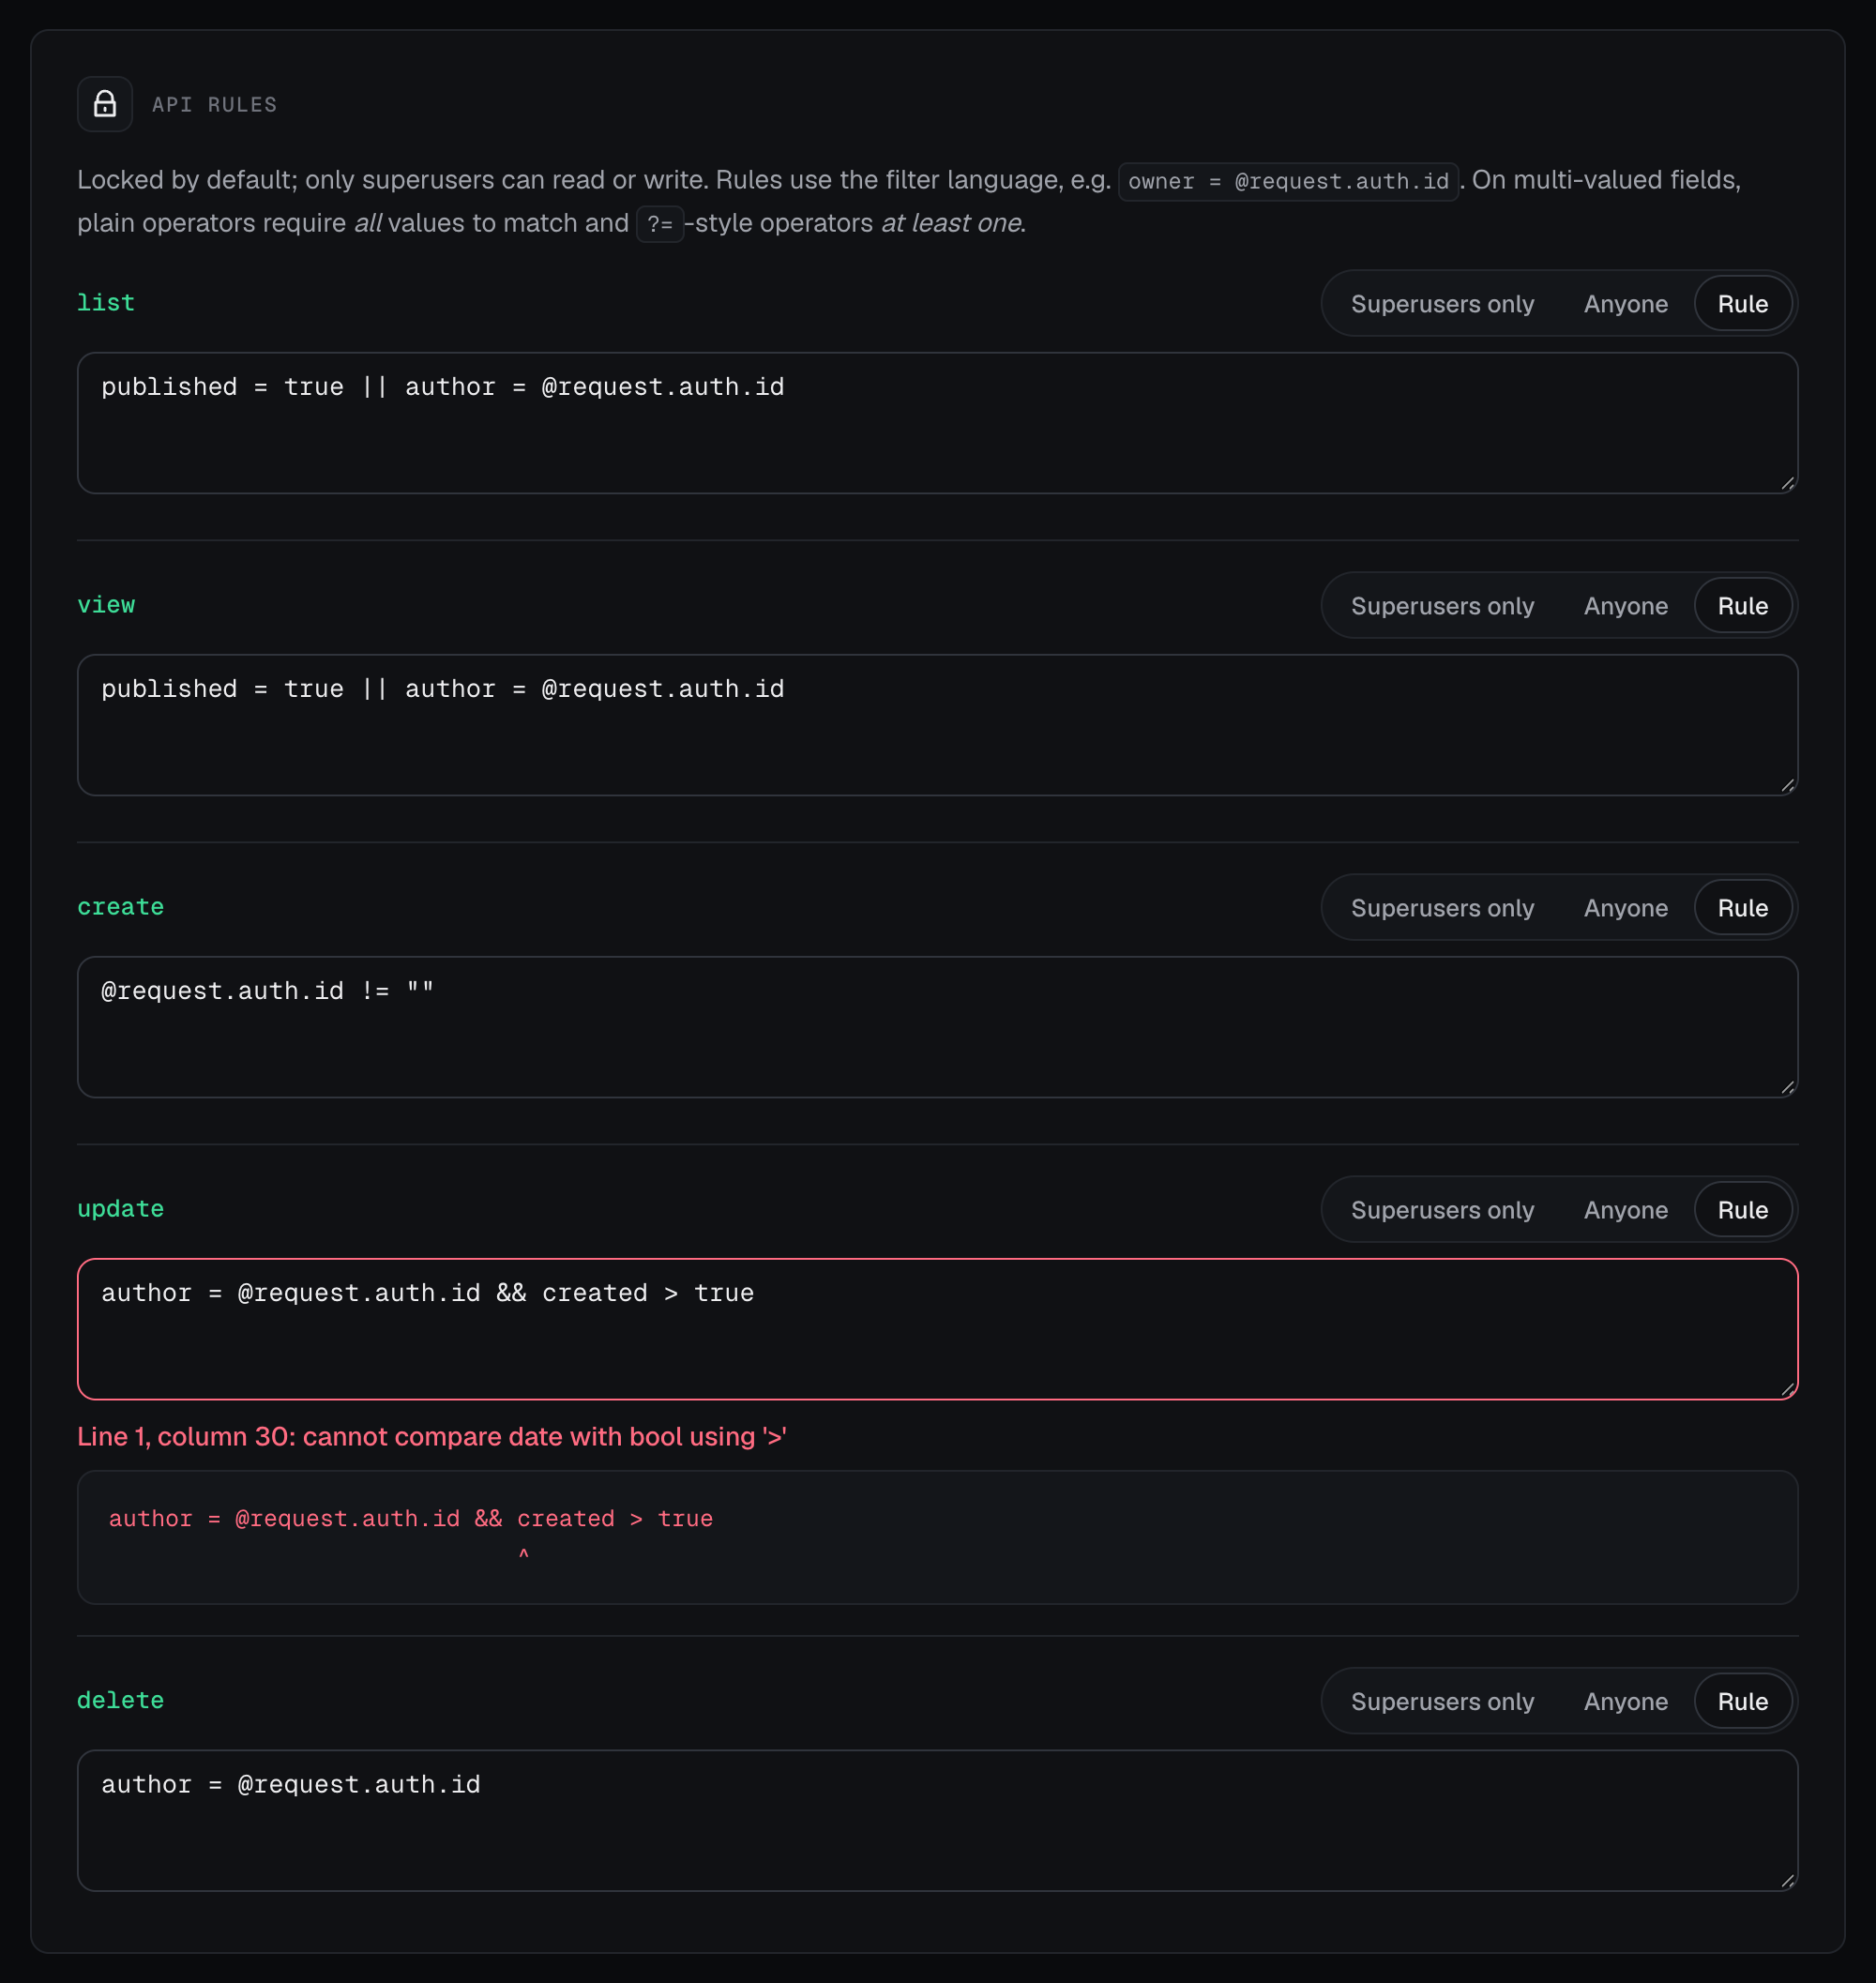 API RULES
Locked by default; only superusers can read or write. Rules use the filter language, e.g. owner = @request.auth.id. On multi-valued fields,
plain operators require all values to match and ?=-style operators at least one.
list Superusers only Anyone Rule
published = true || author = @request.auth.id
view Superusers only Anyone Rule
published = true || author = @request.auth.id
create Superusers only Anyone Rule
@request.auth.id != ""
update Superusers only Anyone Rule
author = @request.auth.id && created > true
Line 1, column 30: cannot compare date with bool using '>'
author = @request.auth.id && created > true
^
delete Superusers only Anyone Rule
author = @request.auth.id